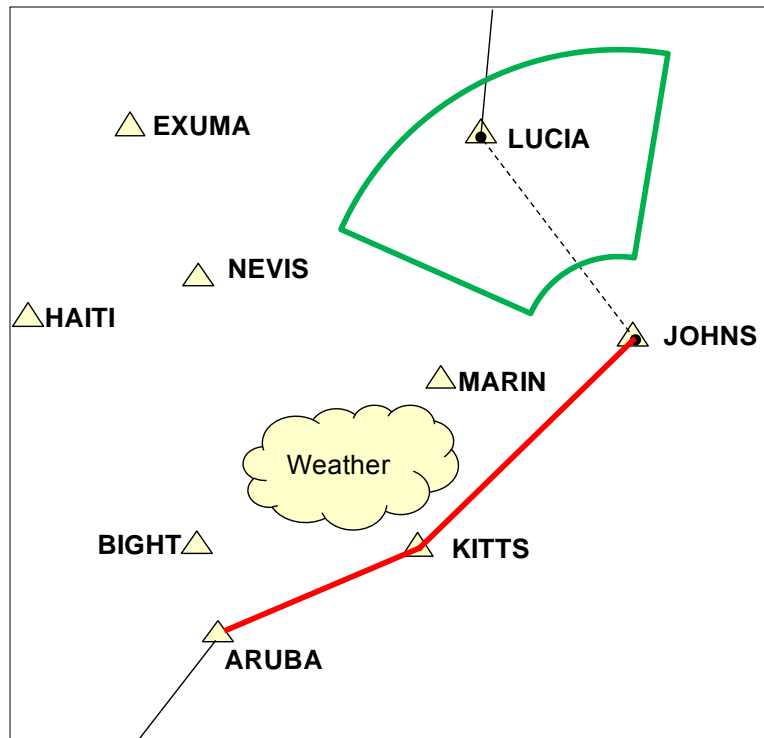 EXUMA
LUCIA
NEVIS
HAITI
JOHNS
MARIN
Weather
BIGHT
KITTS
ARUBA